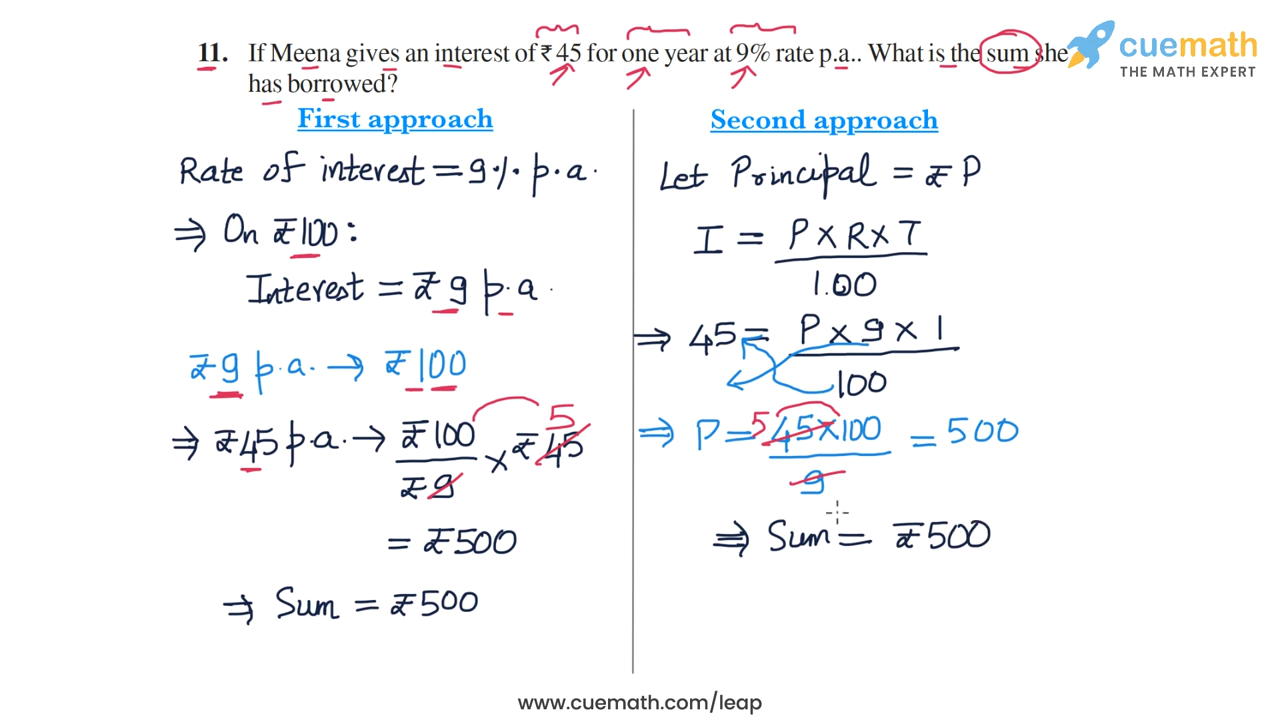 11. If Meena gives an interest of ₹ 45 for one year at 9% rate p.a.. What is the sum she
has borrowed?
cuemath
THE MATH EXPERT
First approach
Rate of interest = 9% p.a.
⇒ On ₹100:
Interest = ₹9 p.a.
₹9 p.a. → ₹100
⇒ ₹45 p.a. → ₹100/₹9 × ₹45 5
= ₹500
⇒ Sum = ₹500
Second approach
Let Principal = ₹P
I = P×R×T/100
⇒ 45 = P×9×1/100
⇒ P = 5 45×100/9 = 500
⇒ Sum = ₹500
www.cuemath.com/leap